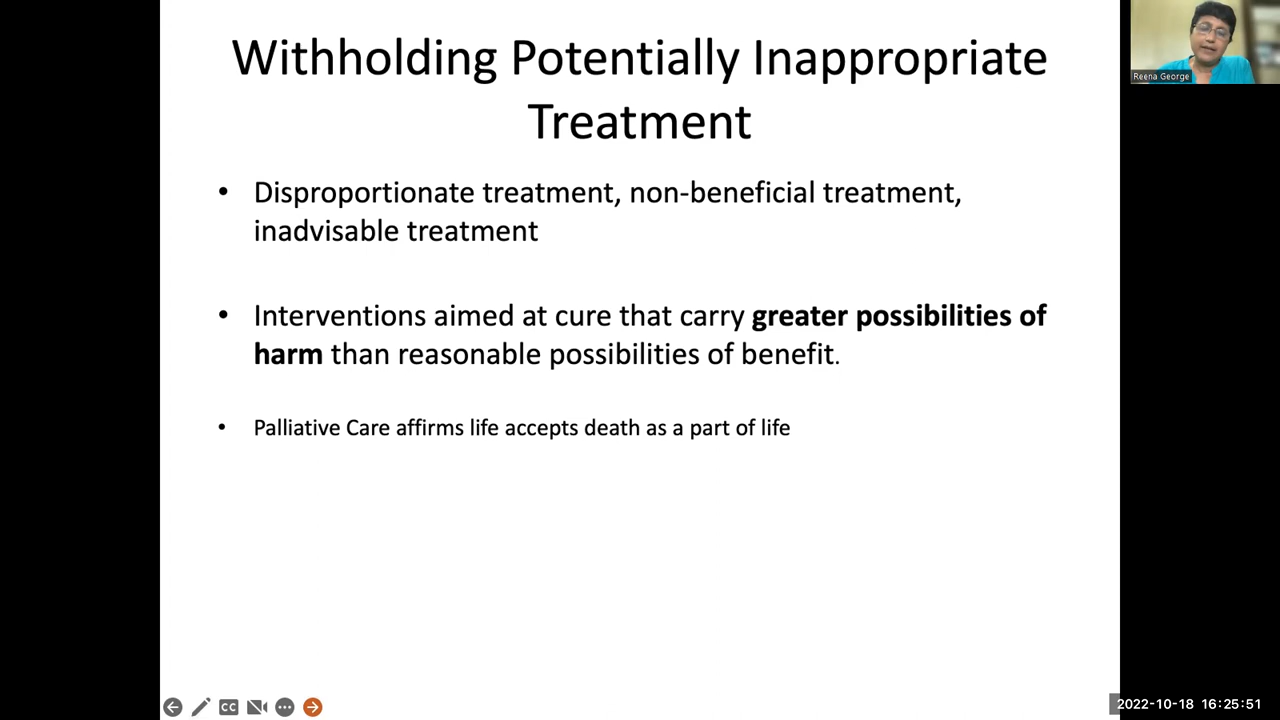 Withholding Potentially Inappropriate
Treatment
• Disproportionate treatment, non-beneficial treatment,
inadvisable treatment
• Interventions aimed at cure that carry greater possibilities of
harm than reasonable possibilities of benefit.
• Palliative Care affirms life accepts death as a part of life
Reena George
CC
2022-10-18 16:25:51